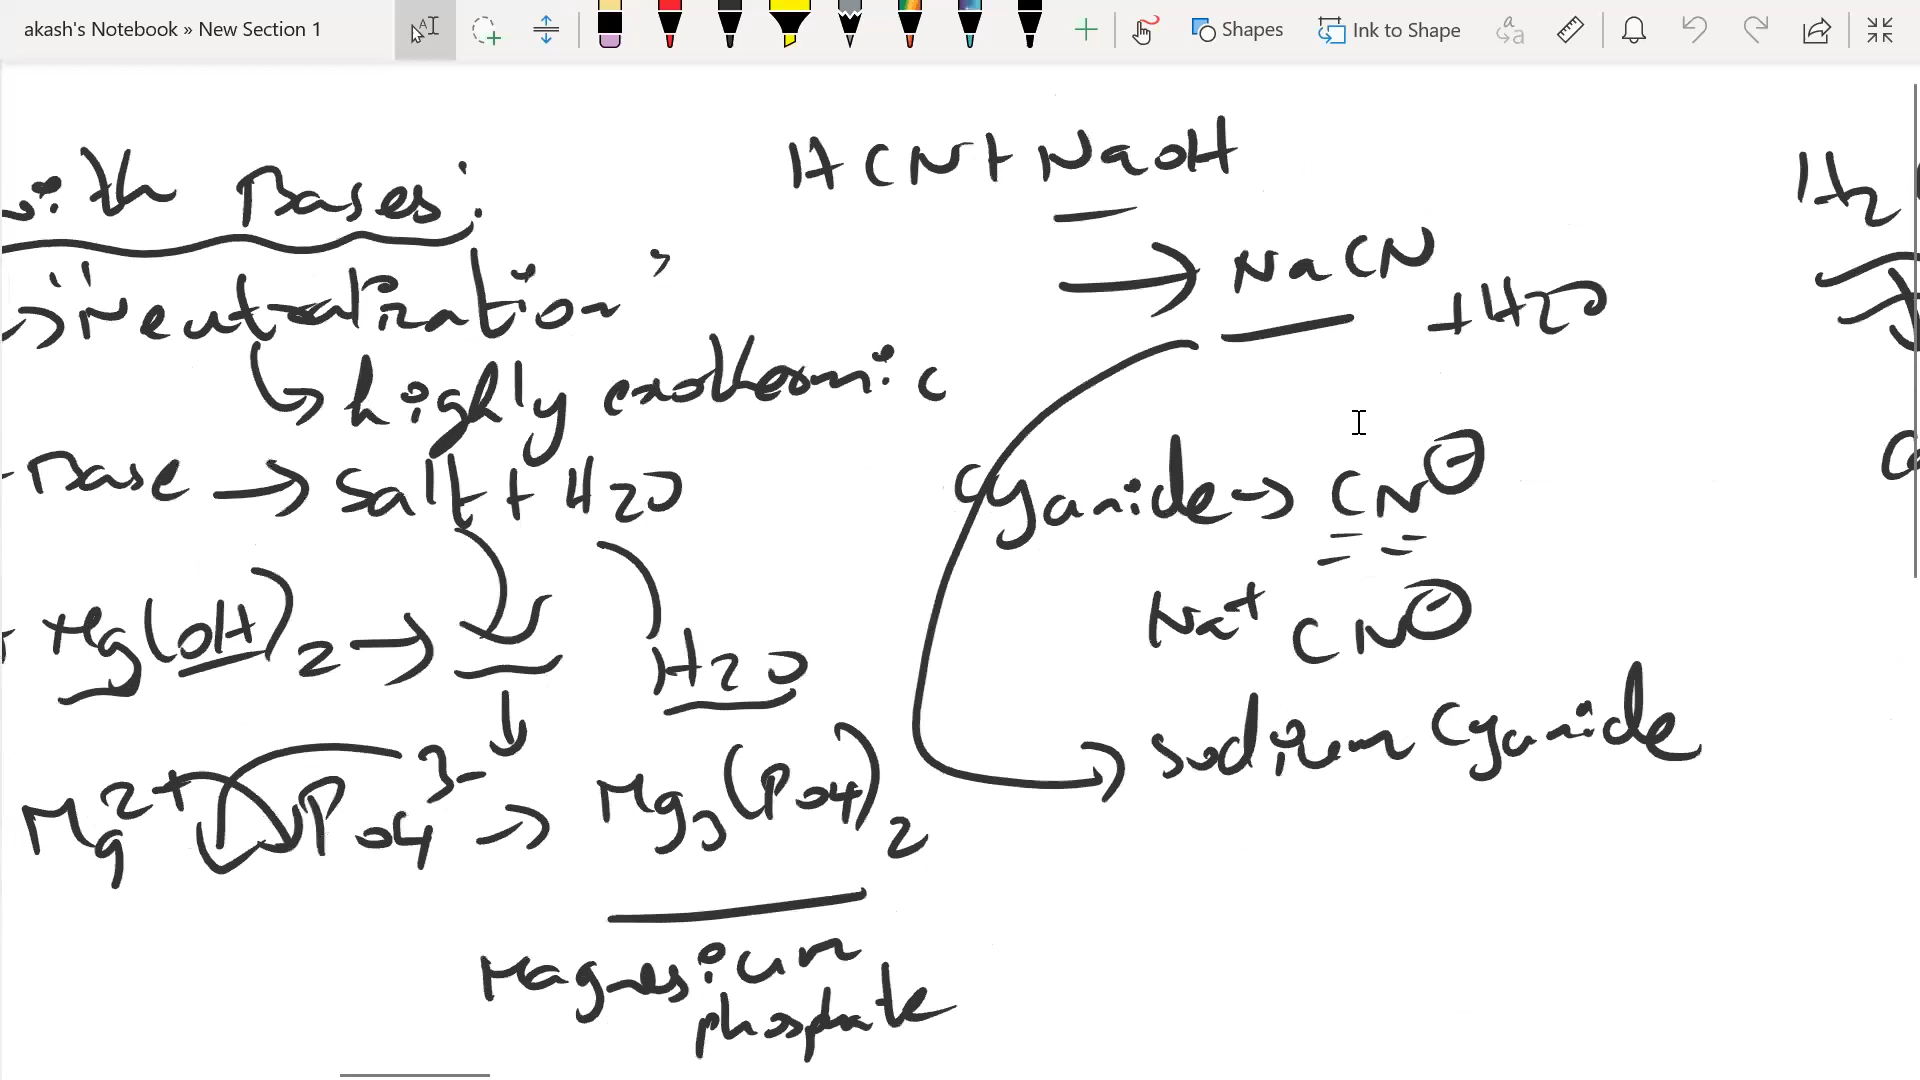 akash's Notebook » New Section 1
Shapes
Ink to Shape
with Bases:
→ "Neutralization"
↳ highly exothermic
Base → Salt + H2O
+ Mg(OH)2 →
H2O
Mg2+ PO4 3- → Mg3(PO4)2
Magnesium
phosphate
HCN + NaOH
→ NaCN
+ H2O
Cyanide → CN⊖
Na+ CN⊖
→ Sodium Cyanide
H2